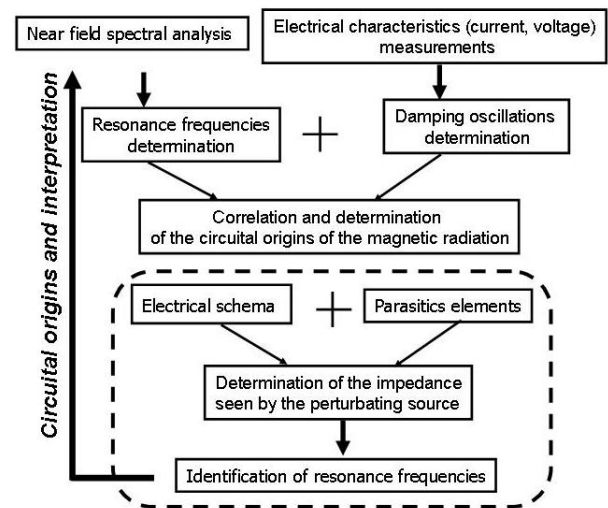 Near field spectral analysis
Electrical characteristics (current, voltage)
measurements
Resonance frequencies
determination
+
Damping oscillations
determination
Correlation and determination
of the circuital origins of the magnetic radiation
Electrical schema
+
Parasitics elements
Determination of the impedance
seen by the perturbating source
Identification of resonance frequencies
Circuital origins and interpretation